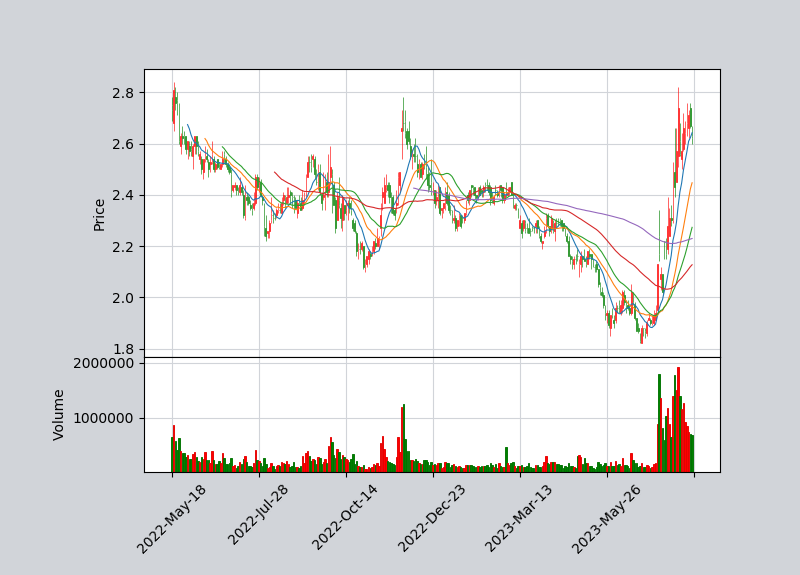 2.8
2.6
2.4
2.2
2.0
1.8
Price
2000000
1000000
Volume
2022-May-18
2022-Jul-28
2022-Oct-14
2022-Dec-23
2023-Mar-13
2023-May-26